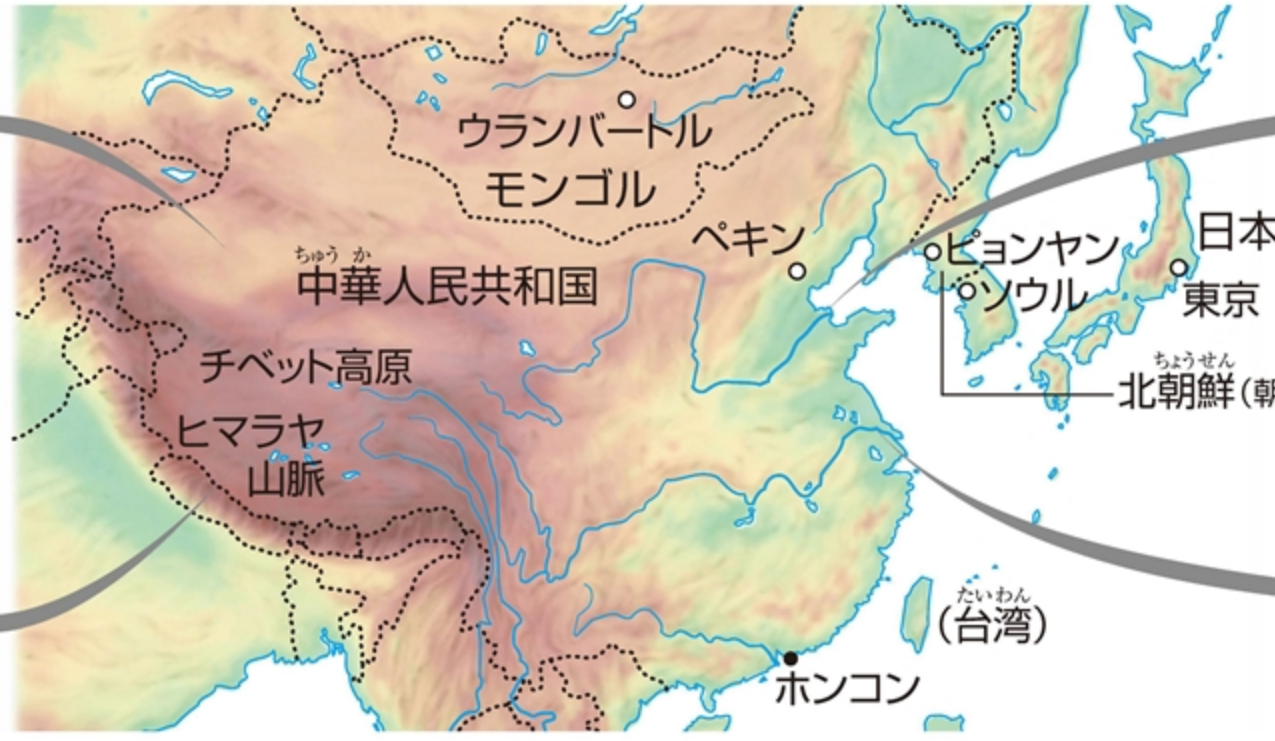 ウランバートル
モンゴル
ペキン
ピョンヤン
日本
ちゅうか
中華人民共和国
ソウル
東京
チベット高原
ちょうせん
北朝鮮(朝
ヒマラヤ
山脈
たいわん
(台湾)
ホンコン